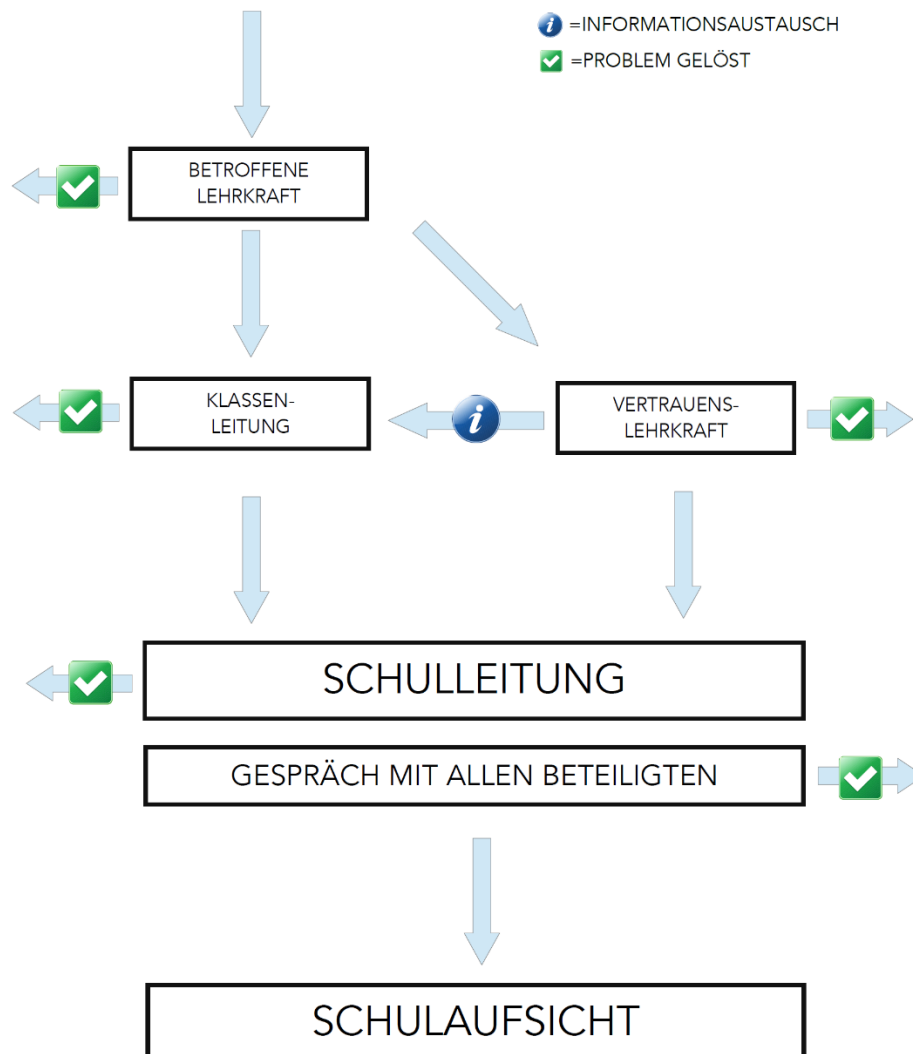 =INFORMATIONSAUSTAUSCH
=PROBLEM GELÖST
BETROFFENE
LEHRKRAFT
KLASSEN-
LEITUNG
VERTRAUENS-
LEHRKRAFT
SCHULLEITUNG
GESPRÄCH MIT ALLEN BETEILIGTEN
SCHULAUFSICHT